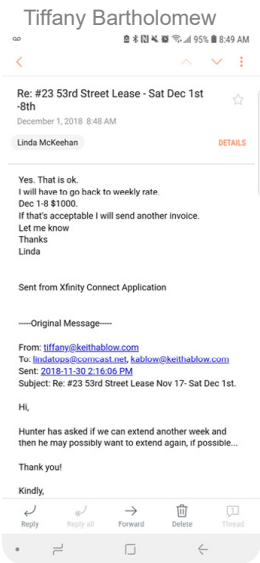 Tiffany Bartholomew
95% 8:49 AM
Re: #23 53rd Street Lease - Sat Dec 1st
-8th
December 1, 2018 8:48 AM
Linda McKeehan
DETAILS
Yes. That is ok.
I will have to go back to weekly rate.
Dec 1-8 $1000.
If that's acceptable I will send another invoice.
Let me know
Thanks
Linda
Sent from Xfinity Connect Application
-----Original Message-----
From: tiffany@keithablow.com
To: lindatops@comcast.net, kablow@keithablow.com
Sent: 2018-11-30 2:16:06 PM
Subject: Re: #23 53rd Street Lease Nov 17- Sat Dec 1st.
Hi,
Hunter has asked if we can extend another week and
then he may possibly want to extend again, if possible...
Thank you!
Kindly,
Reply Reply all Forward Delete Thread